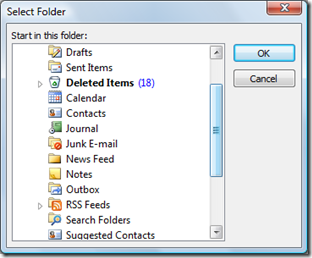 Select Folder
Start in this folder:
Drafts
Sent Items
Deleted Items (18)
Calendar
Contacts
Journal
Junk E-mail
News Feed
Notes
Outbox
RSS Feeds
Search Folders
Suggested Contacts
OK
Cancel